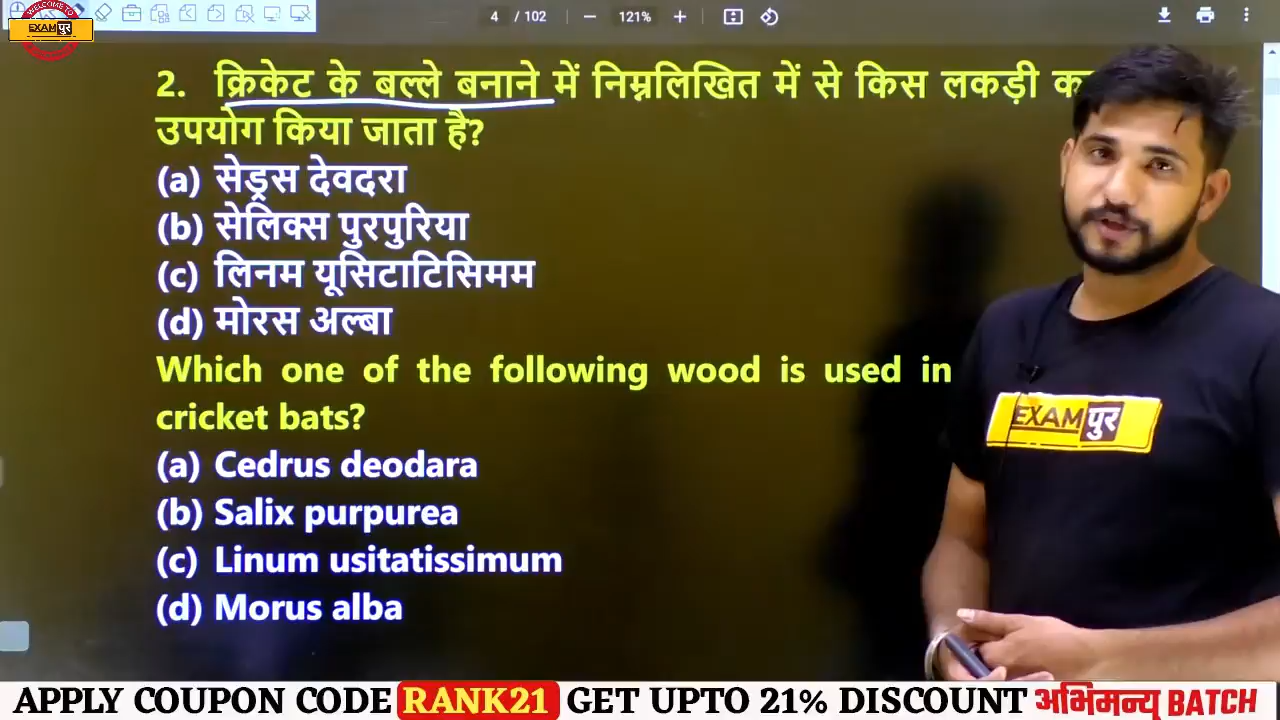 WELCOME TO
EXAMपुर
4 / 102
121%
2. क्रिकेट के बल्ले बनाने में निम्नलिखित में से किस लकड़ी का
उपयोग किया जाता है?
(a) सेड्रस देवदरा
(b) सेलिक्स पुरपुरिया
(c) लिनम यूसिटाटिसिमम
(d) मोरस अल्बा
Which one of the following wood is used in
cricket bats?
(a) Cedrus deodara
(b) Salix purpurea
(c) Linum usitatissimum
(d) Morus alba
EXAMपुर
APPLY COUPON CODE RANK21 GET UPTO 21% DISCOUNT अभिमन्यु BATCH